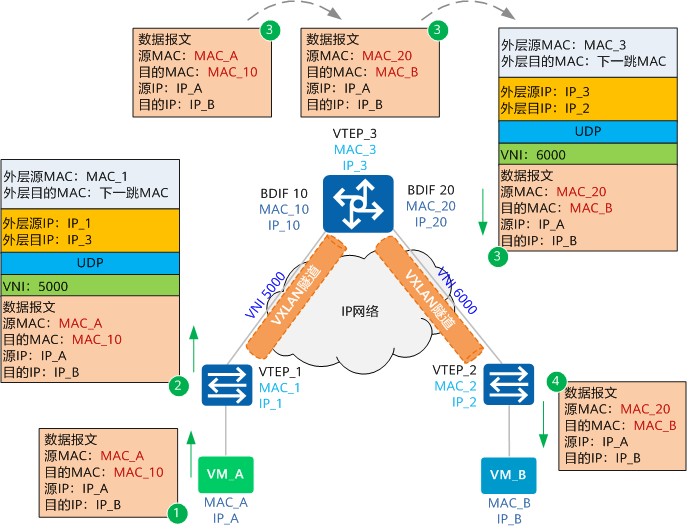 3
3
数据报文
源MAC：MAC_A
目的MAC：MAC_10
源IP：IP_A
目的IP：IP_B
数据报文
源MAC：MAC_20
目的MAC：MAC_B
源IP：IP_A
目的IP：IP_B
外层源MAC：MAC_3
外层目的MAC：下一跳MAC
外层源IP：IP_3
外层目IP：IP_2
UDP
VNI：6000
数据报文
源MAC：MAC_20
目的MAC：MAC_B
源IP：IP_A
目的IP：IP_B
3
VTEP_3
MAC_3
IP_3
BDIF 10
MAC_10
IP_10
BDIF 20
MAC_20
IP_20
外层源MAC：MAC_1
外层目的MAC：下一跳MAC
外层源IP：IP_1
外层目IP：IP_3
UDP
VNI：5000
数据报文
源MAC：MAC_A
目的MAC：MAC_10
源IP：IP_A
目的IP：IP_B
2
VNI 5000
VXLAN隧道
IP网络
VXLAN隧道
VNI 6000
VTEP_1
MAC_1
IP_1
VTEP_2
MAC_2
IP_2
4
数据报文
源MAC：MAC_20
目的MAC：MAC_B
源IP：IP_A
目的IP：IP_B
数据报文
源MAC：MAC_A
目的MAC：MAC_10
源IP：IP_A
目的IP：IP_B
1
VM_A
MAC_A
IP_A
VM_B
MAC_B
IP_B